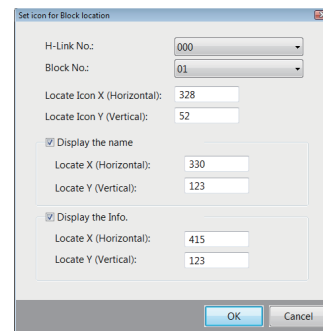 Set icon for Block location
H-Link No.: 000
Block No.: 01
Locate Icon X (Horizontal): 328
Locate Icon Y (Vertical): 52
Display the name
Locate X (Horizontal): 330
Locate Y (Vertical): 123
Display the Info.
Locate X (Horizontal): 415
Locate Y (Vertical): 123
OK Cancel